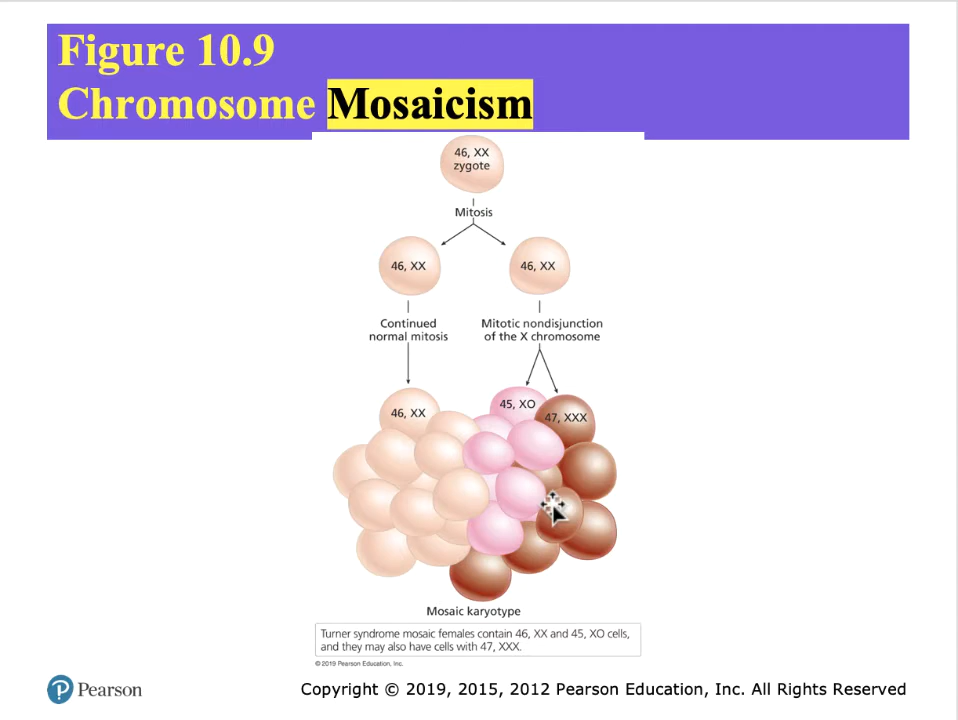 Figure 10.9
Chromosome Mosaicism
46, XX
zygote
Mitosis
46, XX
46, XX
Continued
normal mitosis
Mitotic nondisjunction
of the X chromosome
46, XX
45, XO
47, XXX
Mosaic karyotype
Turner syndrome mosaic females contain 46, XX and 45, XO cells,
and they may also have cells with 47, XXX.
© 2019 Pearson Education, Inc.
P Pearson
Copyright © 2019, 2015, 2012 Pearson Education, Inc. All Rights Reserved